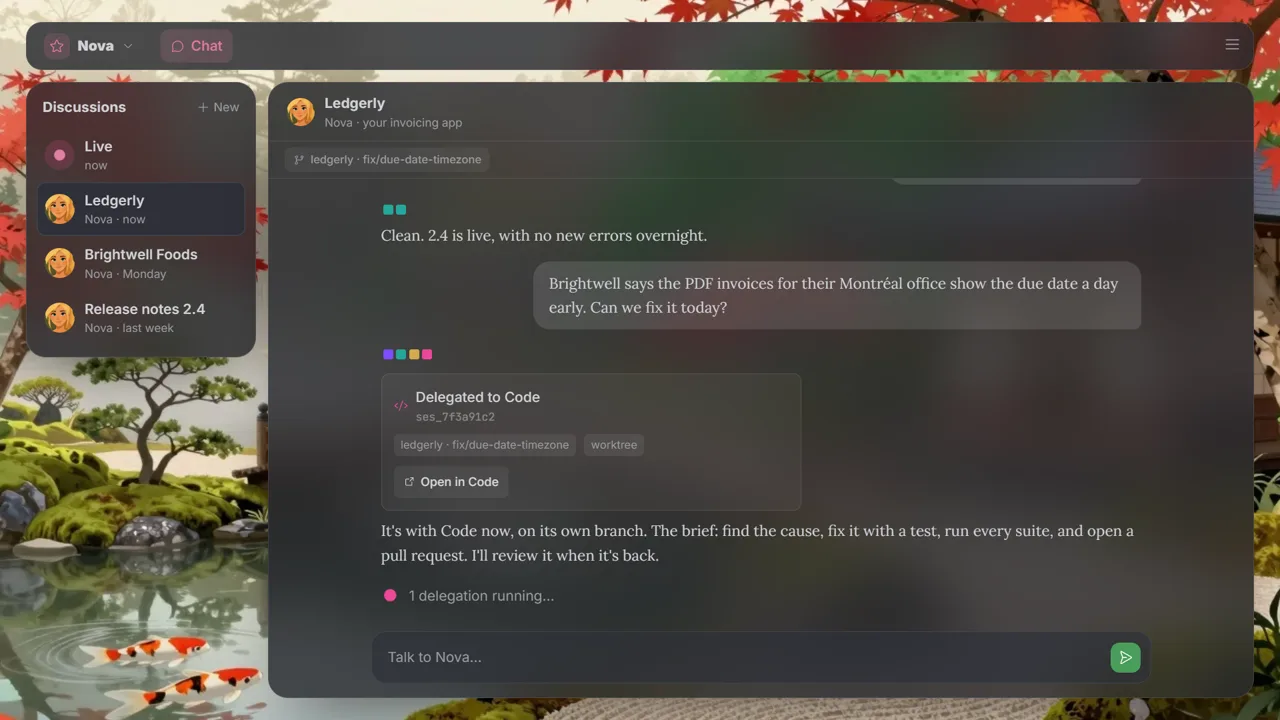 Nova
Chat
Discussions
+ New
Live
now
Ledgerly
Nova · now
Brightwell Foods
Nova · Monday
Release notes 2.4
Nova · last week
Ledgerly
Nova · your invoicing app
ledgerly · fix/due-date-timezone
Clean. 2.4 is live, with no new errors overnight.
Brightwell says the PDF invoices for their Montréal office show the due date a day
early. Can we fix it today?
Delegated to Code
ses_7f3a91c2
ledgerly · fix/due-date-timezone
worktree
Open in Code
It's with Code now, on its own branch. The brief: find the cause, fix it with a test, run every suite, and open a
pull request. I'll review it when it's back.
1 delegation running...
Talk to Nova...